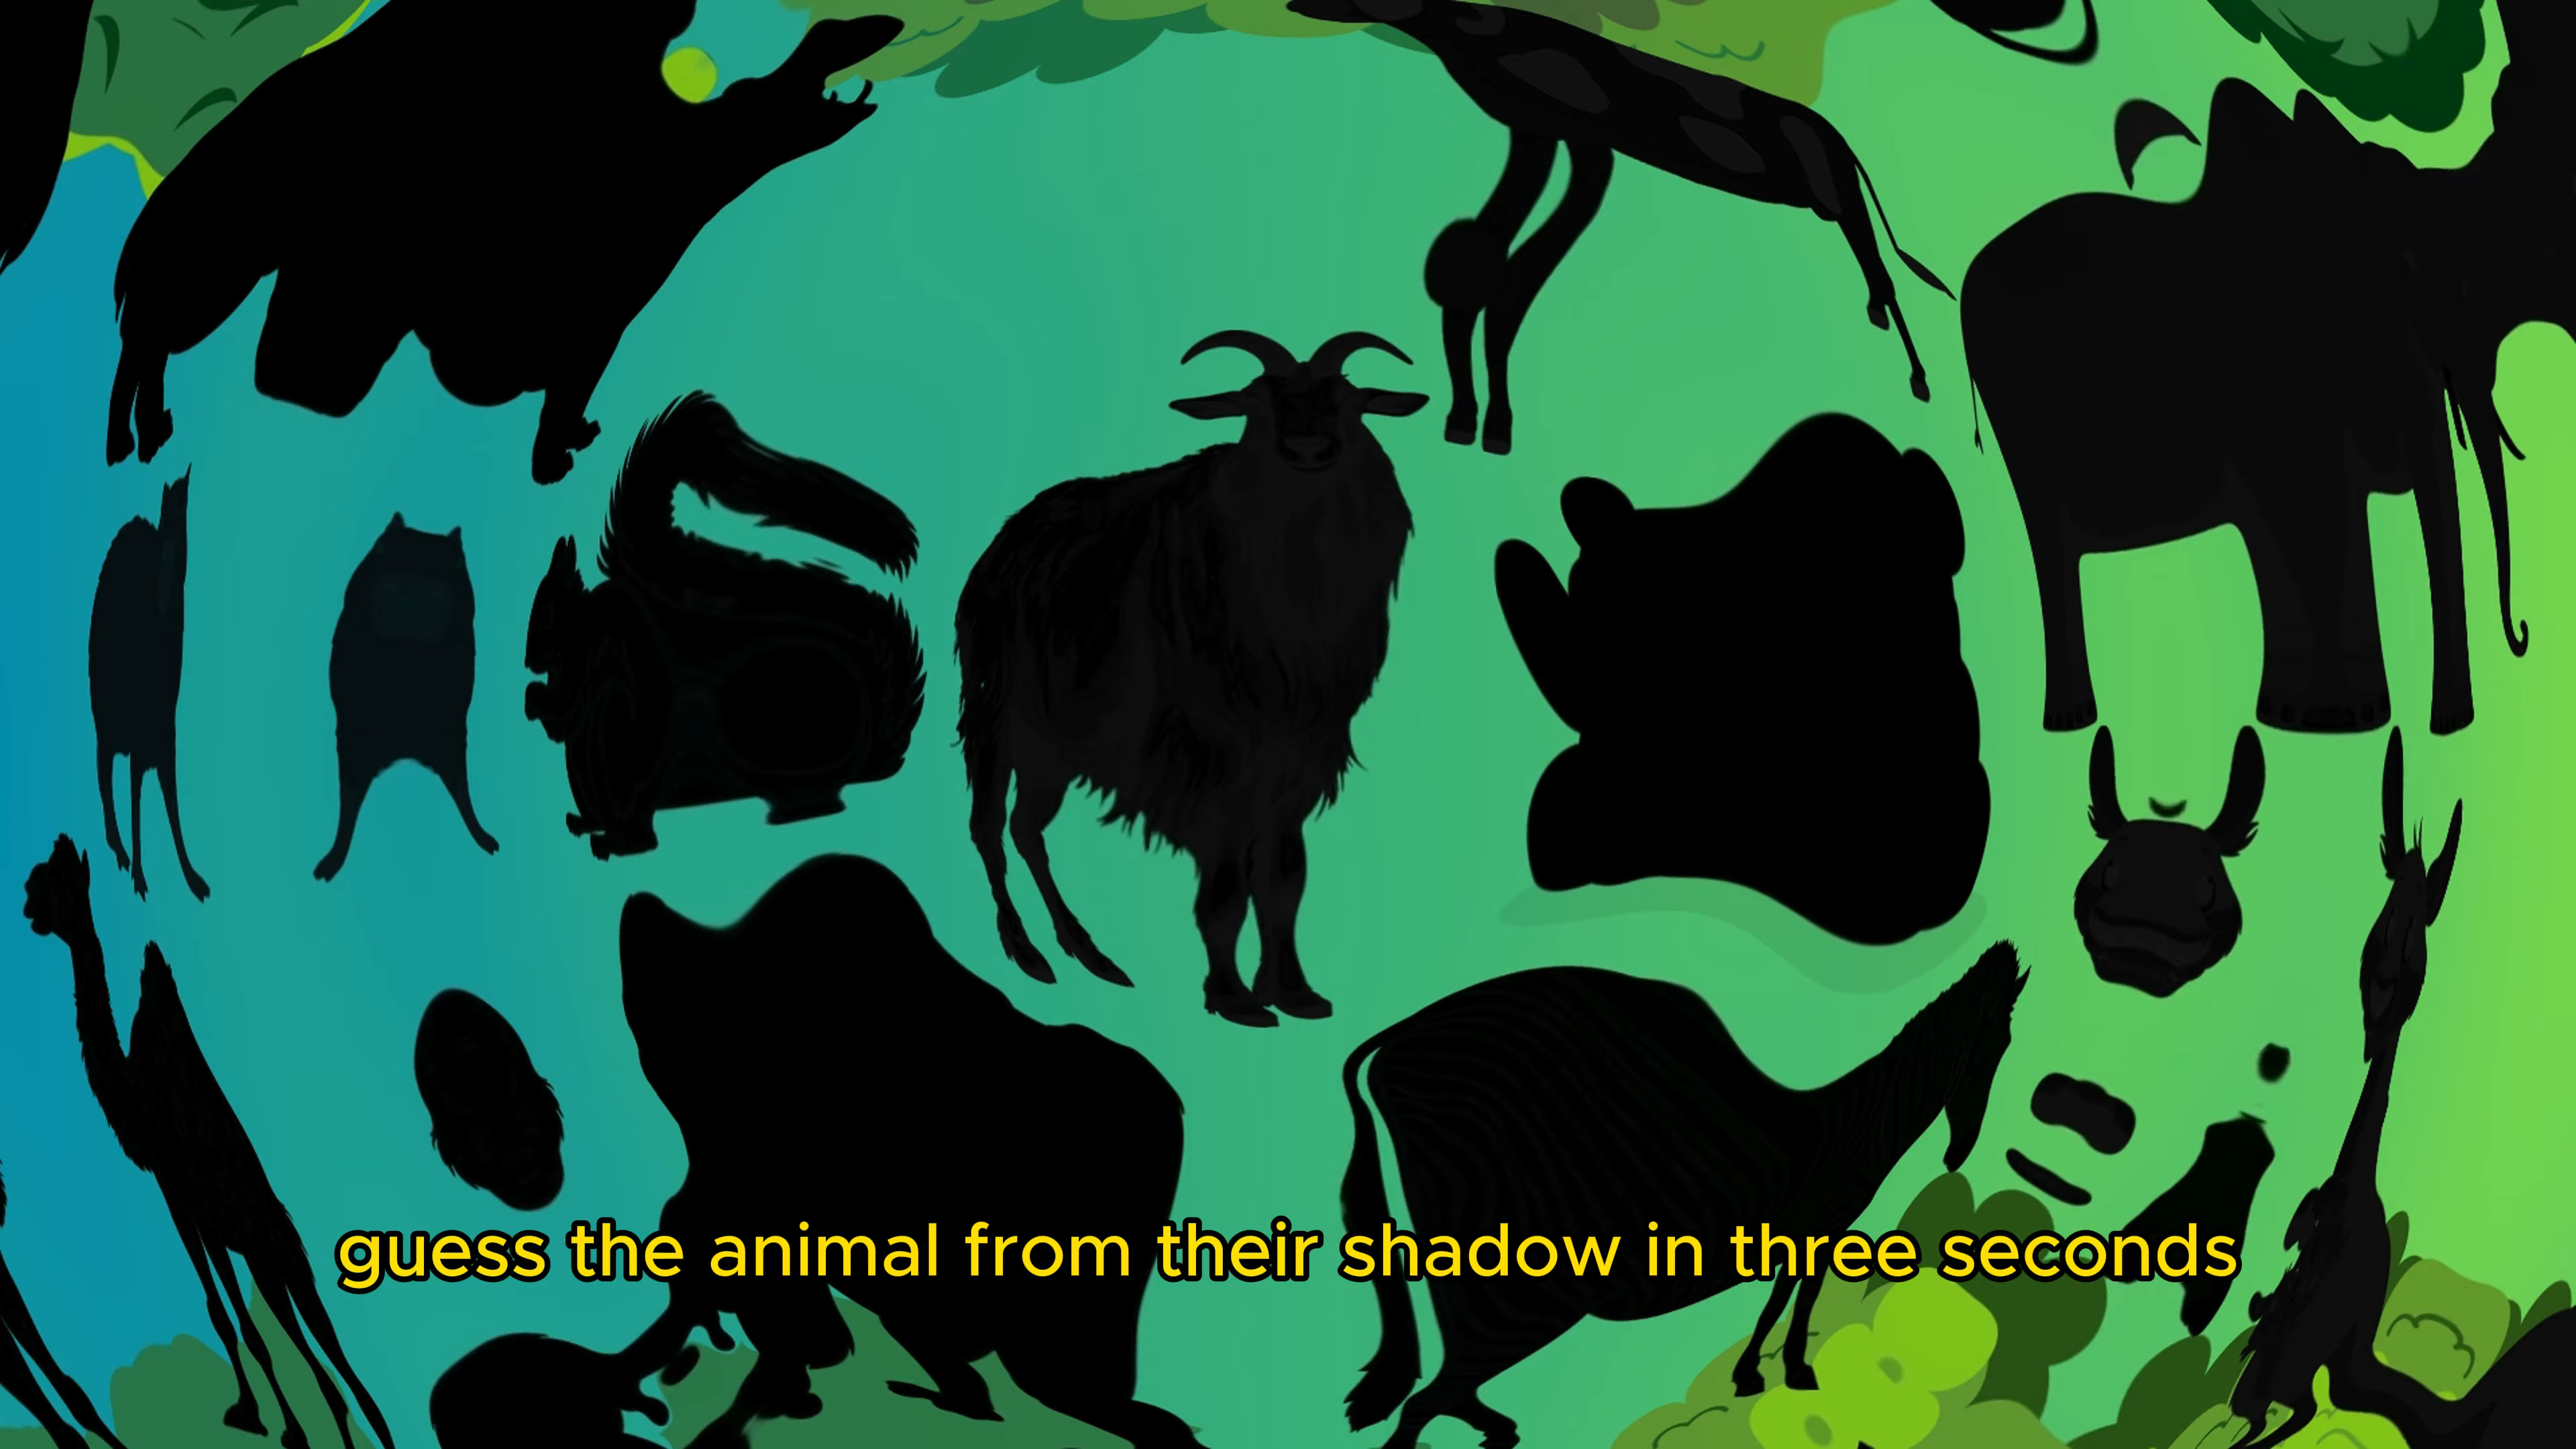 guess the animal from their shadow in three seconds